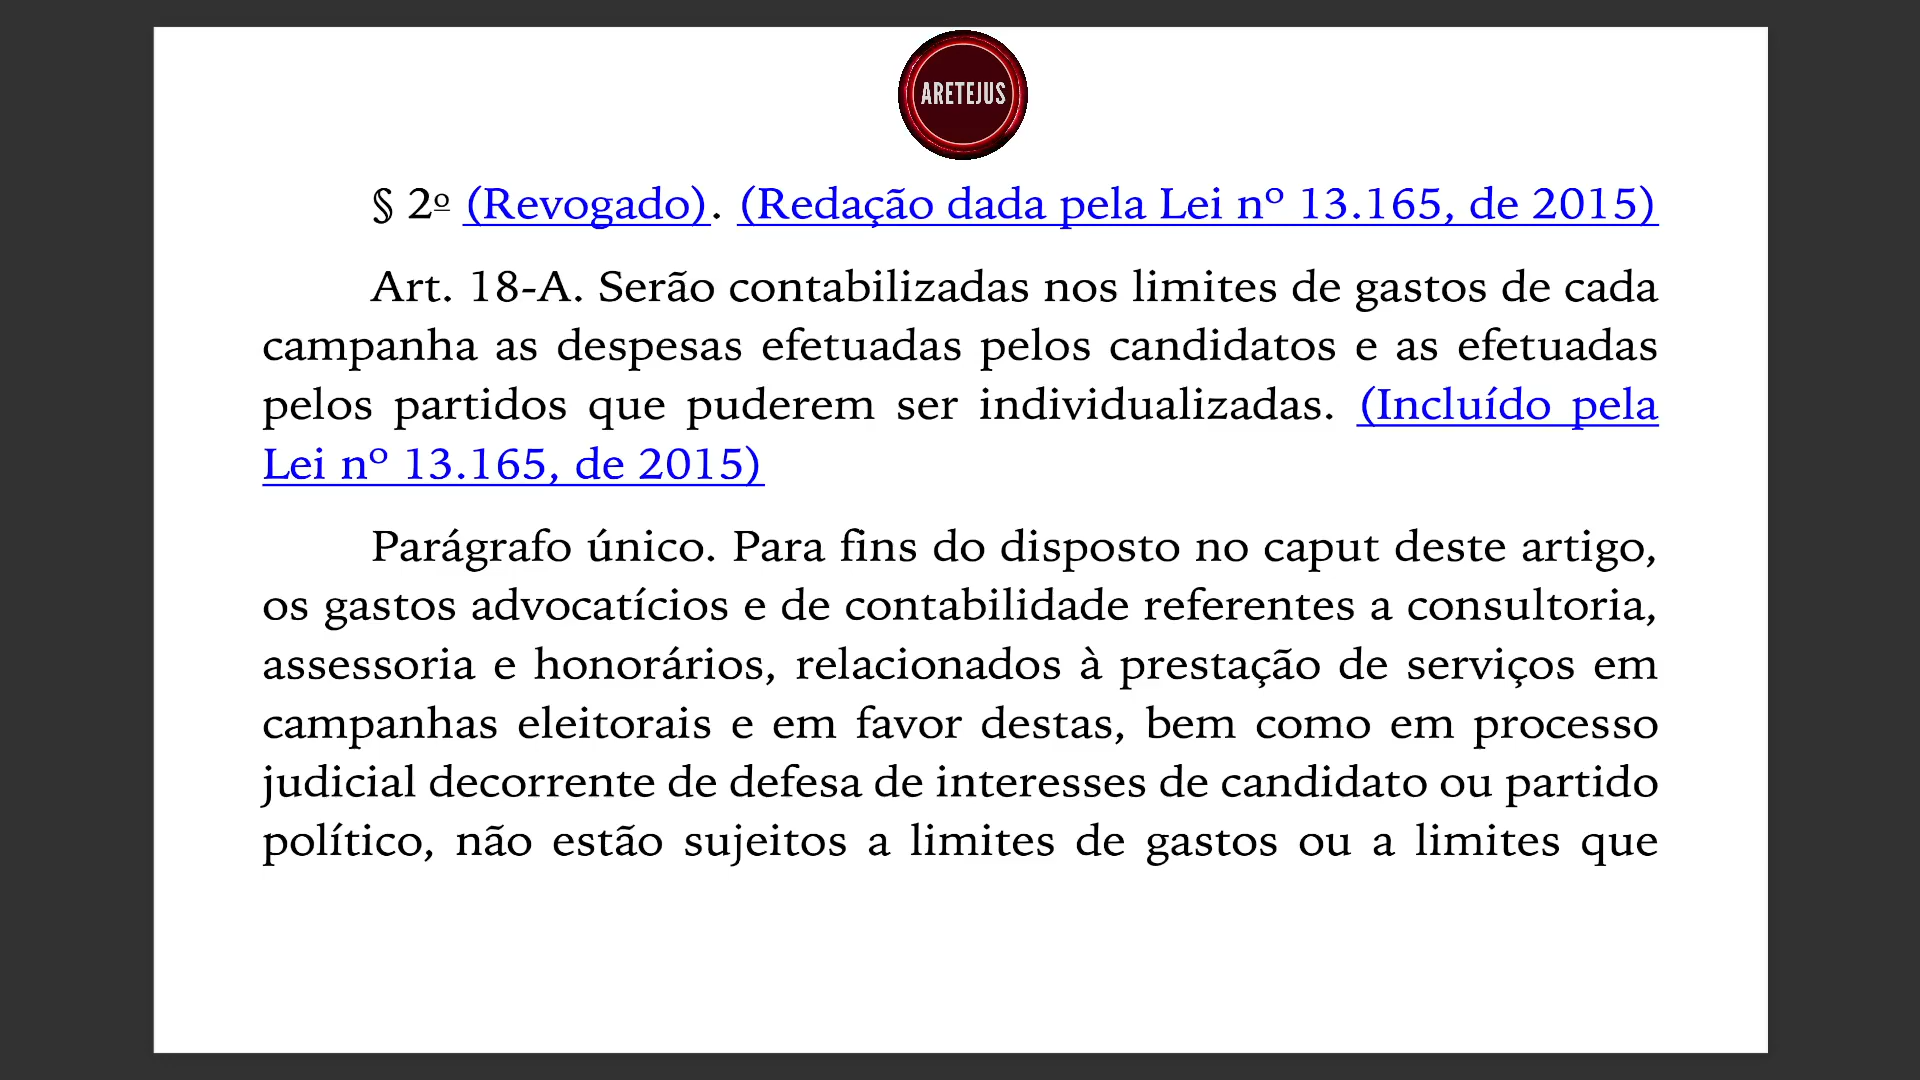 ARETEJUS
§ 2º (Revogado). (Redação dada pela Lei nº 13.165, de 2015)
Art. 18-A. Serão contabilizadas nos limites de gastos de cada
campanha as despesas efetuadas pelos candidatos e as efetuadas
pelos partidos que puderem ser individualizadas. (Incluído pela
Lei nº 13.165, de 2015)
Parágrafo único. Para fins do disposto no caput deste artigo,
os gastos advocatícios e de contabilidade referentes a consultoria,
assessoria e honorários, relacionados à prestação de serviços em
campanhas eleitorais e em favor destas, bem como em processo
judicial decorrente de defesa de interesses de candidato ou partido
político, não estão sujeitos a limites de gastos ou a limites que